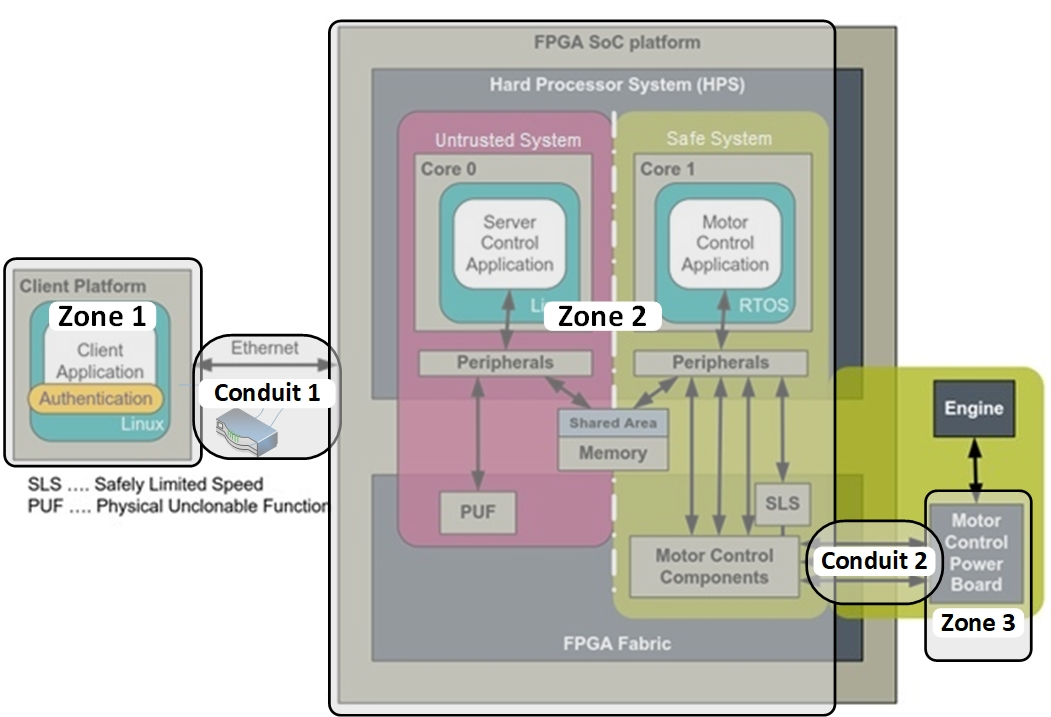 FPGA SoC platform
Hard Processor System (HPS)
Untrusted System
Safe System
Core 0
Core 1
Server
Control
Application
Motor
Control
Application
Li
RTOS
Zone 2
Peripherals
Peripherals
Shared Area
Memory
PUF
SLS
Motor Control
Components
FPGA Fabric
Client Platform
Zone 1
Client
Application
Authentication
Linux
Ethernet
Conduit 1
SLS .... Safely Limited Speed
PUF .... Physical Unclonable Function
Engine
Motor
Control
Power
Board
Conduit 2
Zone 3